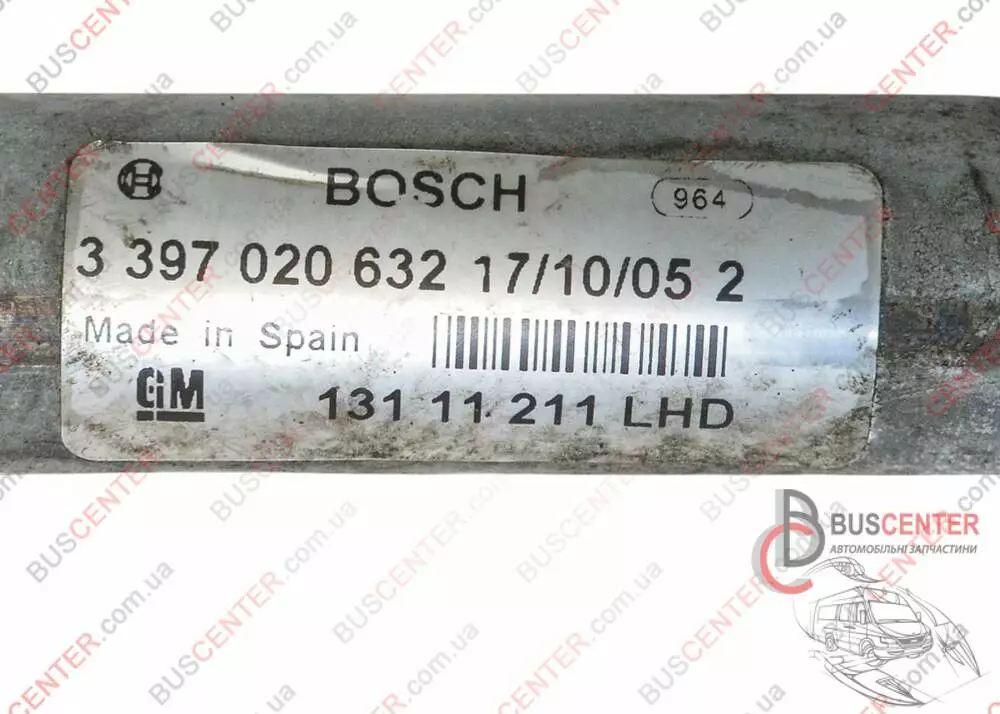 BOSCH
964
3 397 020 632 17/10/05 2
Made in Spain
GM
131 11 211 LHD
BUSCENTER
АВТОМОБІЛЬНІ ЗАПЧАСТИНИ
BUSCENTER.com.ua